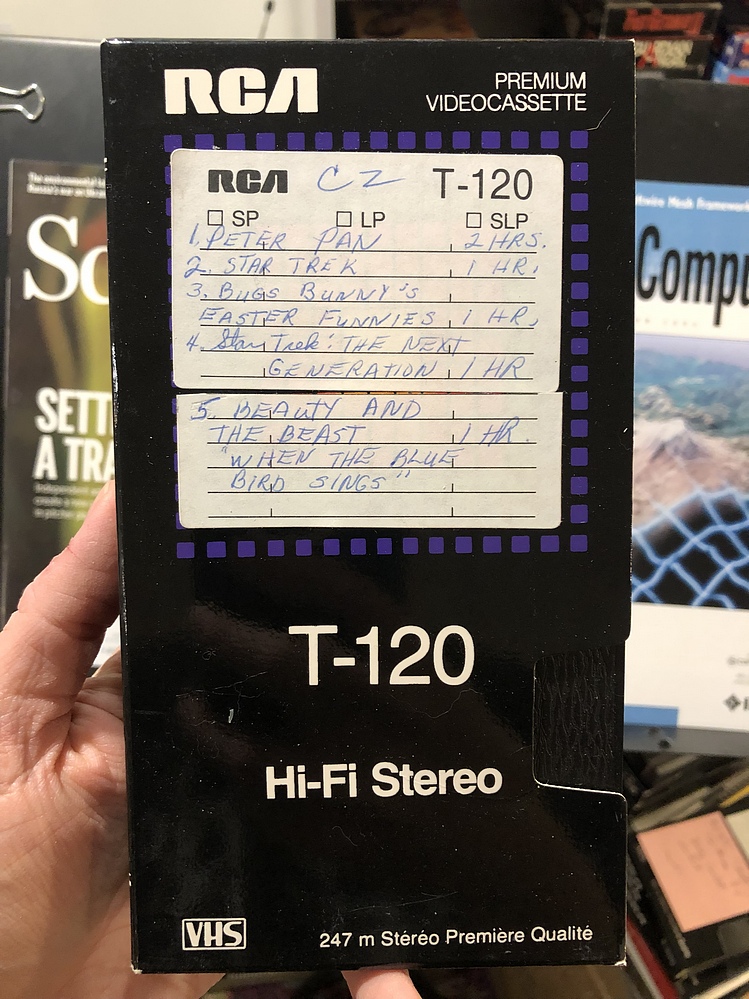 RCA
PREMIUM
VIDEOCASSETTE
RCA CZ T-120
SP LP SLP
1. PETER PAN 2 HRS.
2. STAR TREK 1 HR.
3. BUGS BUNNY'S
EASTER FUNNIES 1 HR.
4. Star Trek: THE NEXT
GENERATION 1 HR
5. BEAUTY AND
THE BEAST 1 HR.
"WHEN THE BLUE
BIRD SINGS"
T-120
Hi-Fi Stereo
VHS
247 m Stéréo Première Qualité
Sc
SETT
A TRA
Compu